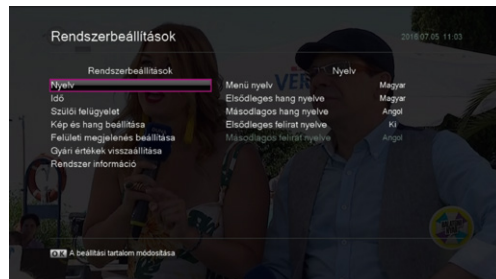 Rendszerbeállítások
2016.07.05 11:03
Rendszerbeállítások
Nyelv
Nyelv
Menü nyelv Magyar
Idő
Elsődleges hang nyelve Magyar
Szülői felügyelet
Másodlagos hang nyelve Angol
Kép és hang beállítása
Elsődleges felirat nyelve Ki
Felületi megjelenés beállítása
Másodlagos felirat nyelve Angol
Gyári értékek visszaállítása
Rendszer információ
OK A beállítási tartalom módosítása